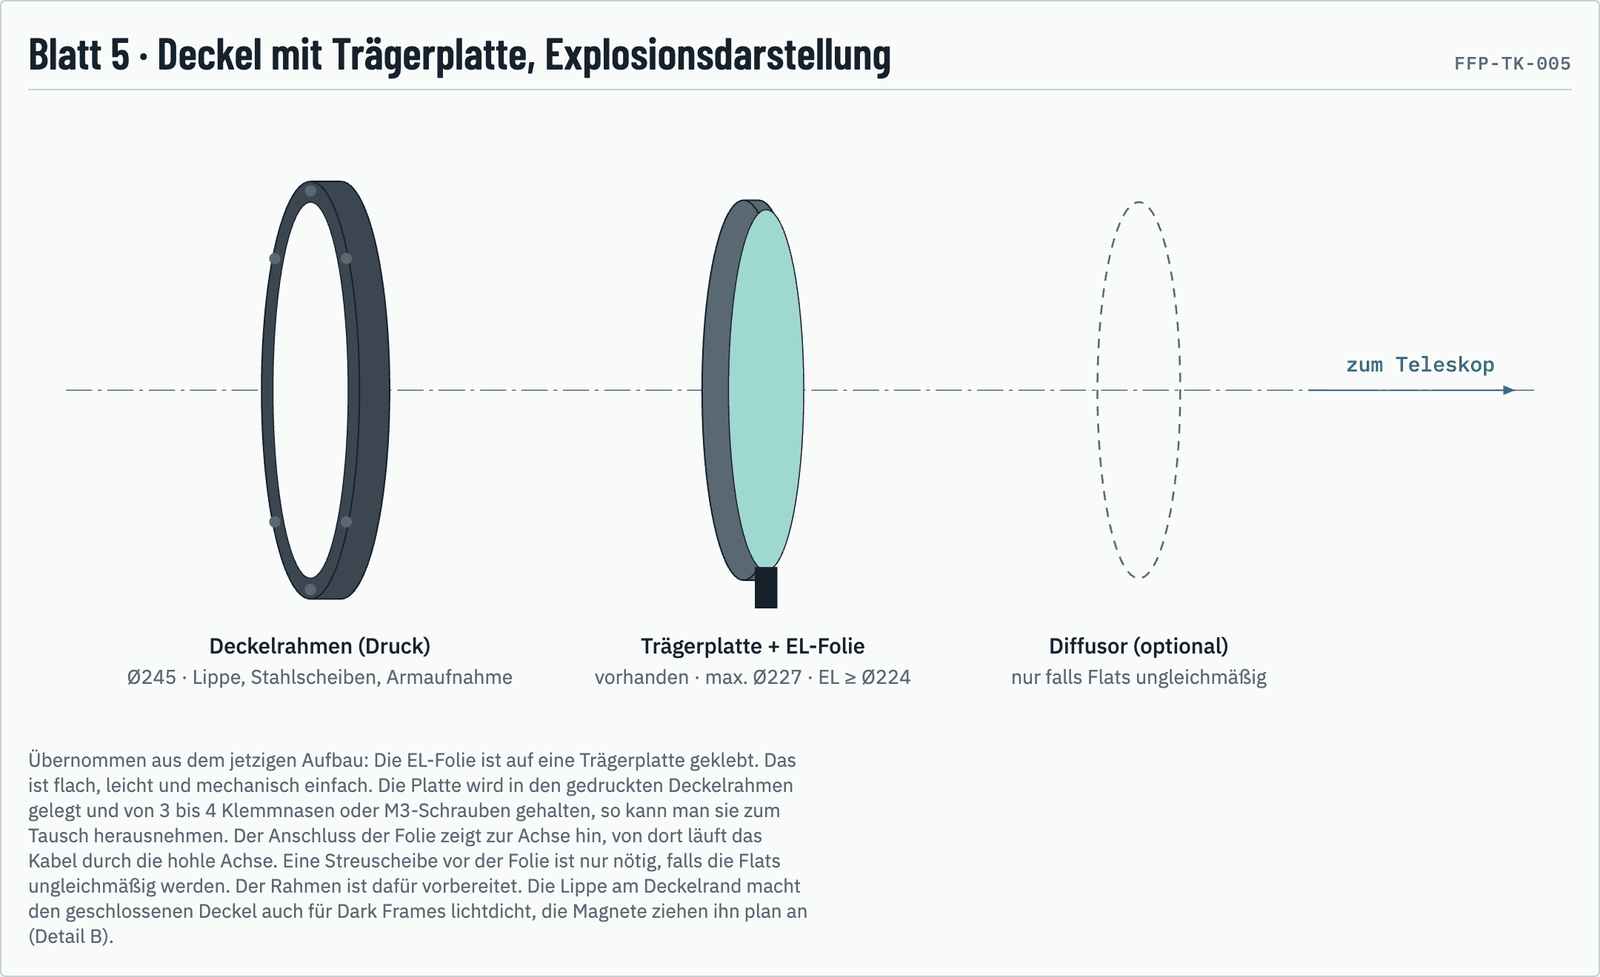 Blatt 5 · Deckel mit Trägerplatte, Explosionsdarstellung
FFP-TK-005
zum Teleskop
Deckelrahmen (Druck)
Ø245 · Lippe, Stahlscheiben, Armaufnahme
Trägerplatte + EL-Folie
vorhanden · max. Ø227 · EL ≥ Ø224
Diffusor (optional)
nur falls Flats ungleichmäßig
Übernommen aus dem jetzigen Aufbau: Die EL-Folie ist auf eine Trägerplatte geklebt. Das
ist flach, leicht und mechanisch einfach. Die Platte wird in den gedruckten Deckelrahmen
gelegt und von 3 bis 4 Klemmnasen oder M3-Schrauben gehalten, so kann man sie zum
Tausch herausnehmen. Der Anschluss der Folie zeigt zur Achse hin, von dort läuft das
Kabel durch die hohle Achse. Eine Streuscheibe vor der Folie ist nur nötig, falls die Flats
ungleichmäßig werden. Der Rahmen ist dafür vorbereitet. Die Lippe am Deckelrand macht
den geschlossenen Deckel auch für Dark Frames lichtdicht, die Magnete ziehen ihn plan an
(Detail B).